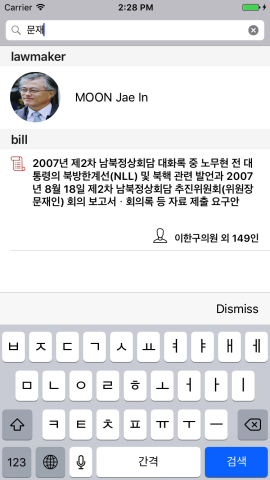 Carrier 2:28 PM
문재
lawmaker
MOON Jae In
bill
2007년 제2차 남북정상회담 대화록 중 노무현 전 대
통령의 북방한계선(NLL) 및 북핵 관련 발언과 2007
년 8월 18일 제2차 남북정상회담 추진위원회(위원장
문재인) 회의 보고서ㆍ회의록 등 자료 제출 요구안
이한구의원 외 149인
Dismiss
ㅂ ㅈ ㄷ ㄱ ㅅ ㅛ ㅕ ㅑ ㅐ ㅔ
ㅁ ㄴ ㅇ ㄹ ㅎ ㅗ ㅓ ㅏ ㅣ
ㅋ ㅌ ㅊ ㅍ ㅠ ㅜ ㅡ
123 간격 검색